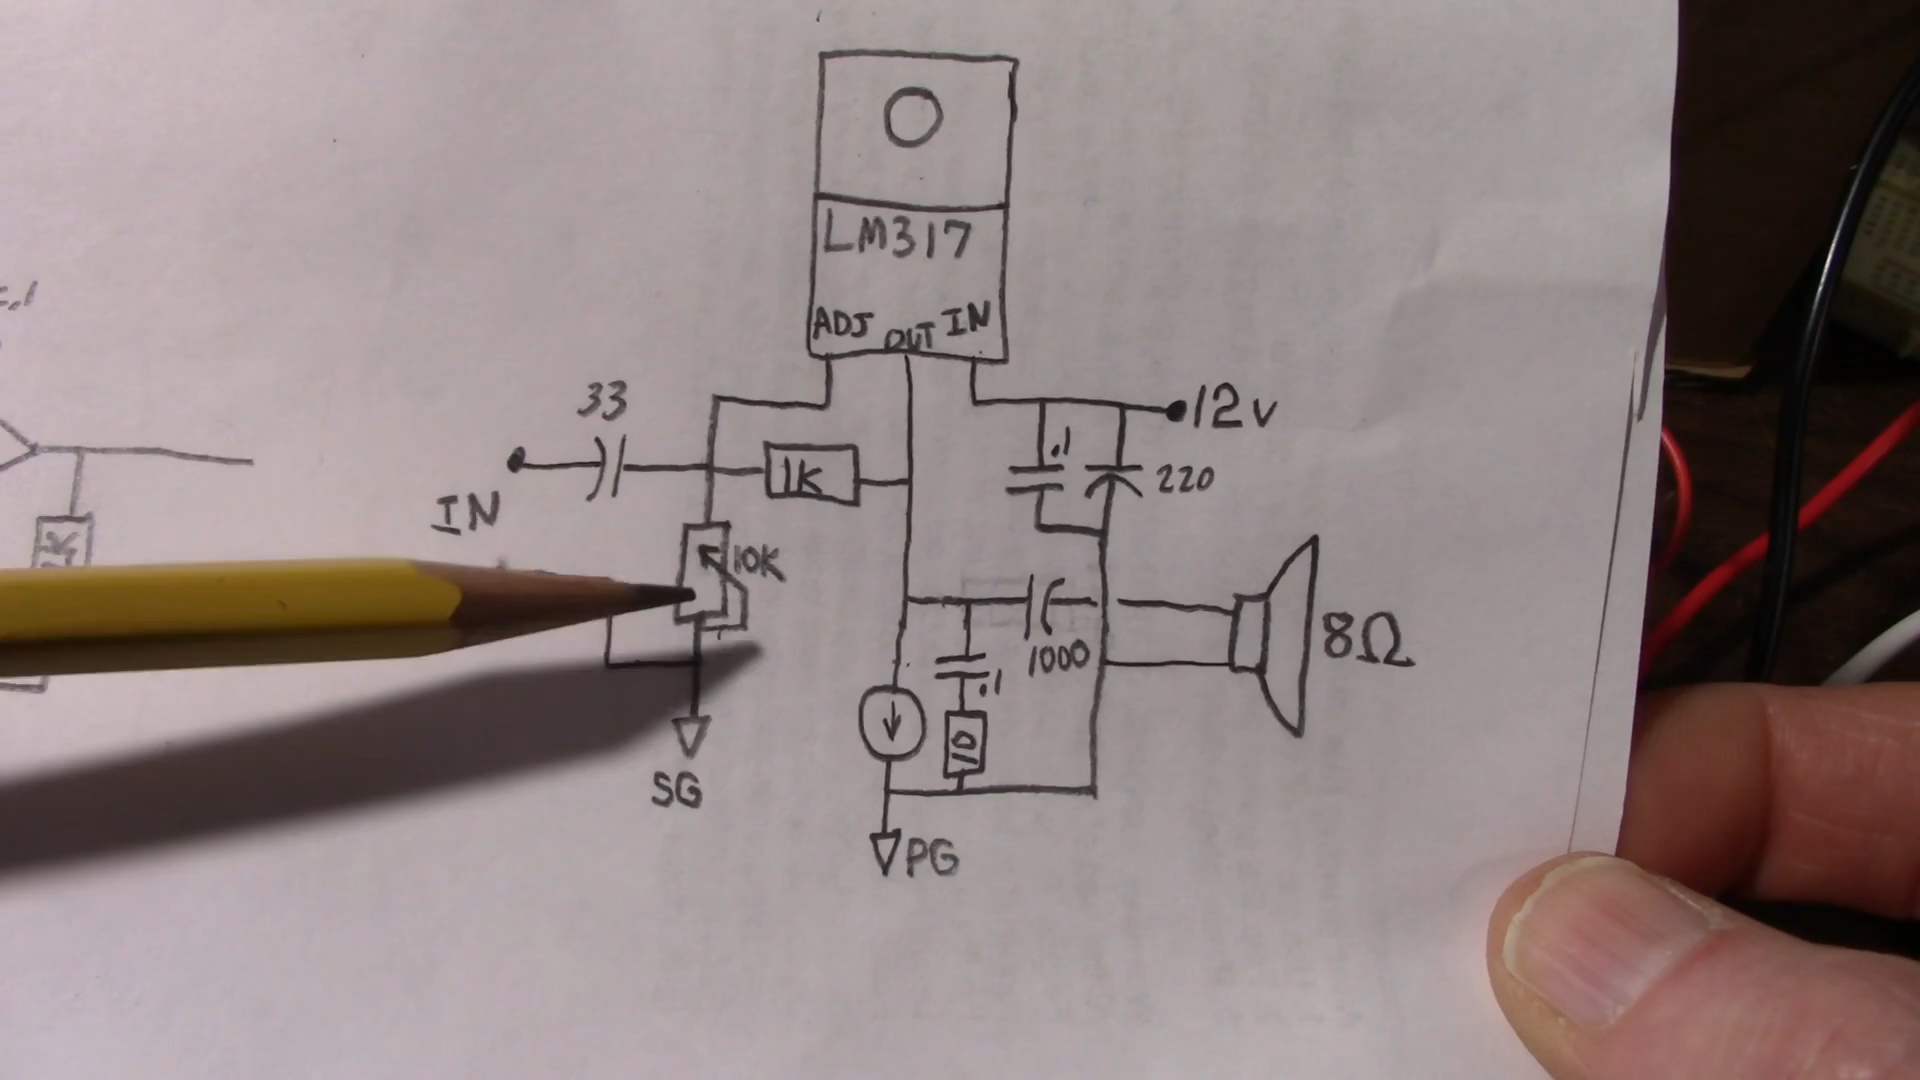 LM317
ADJ OUT IN
33
12v
.1
1K
220
IN
10K
8Ω
1000
.1
10
SG
PG